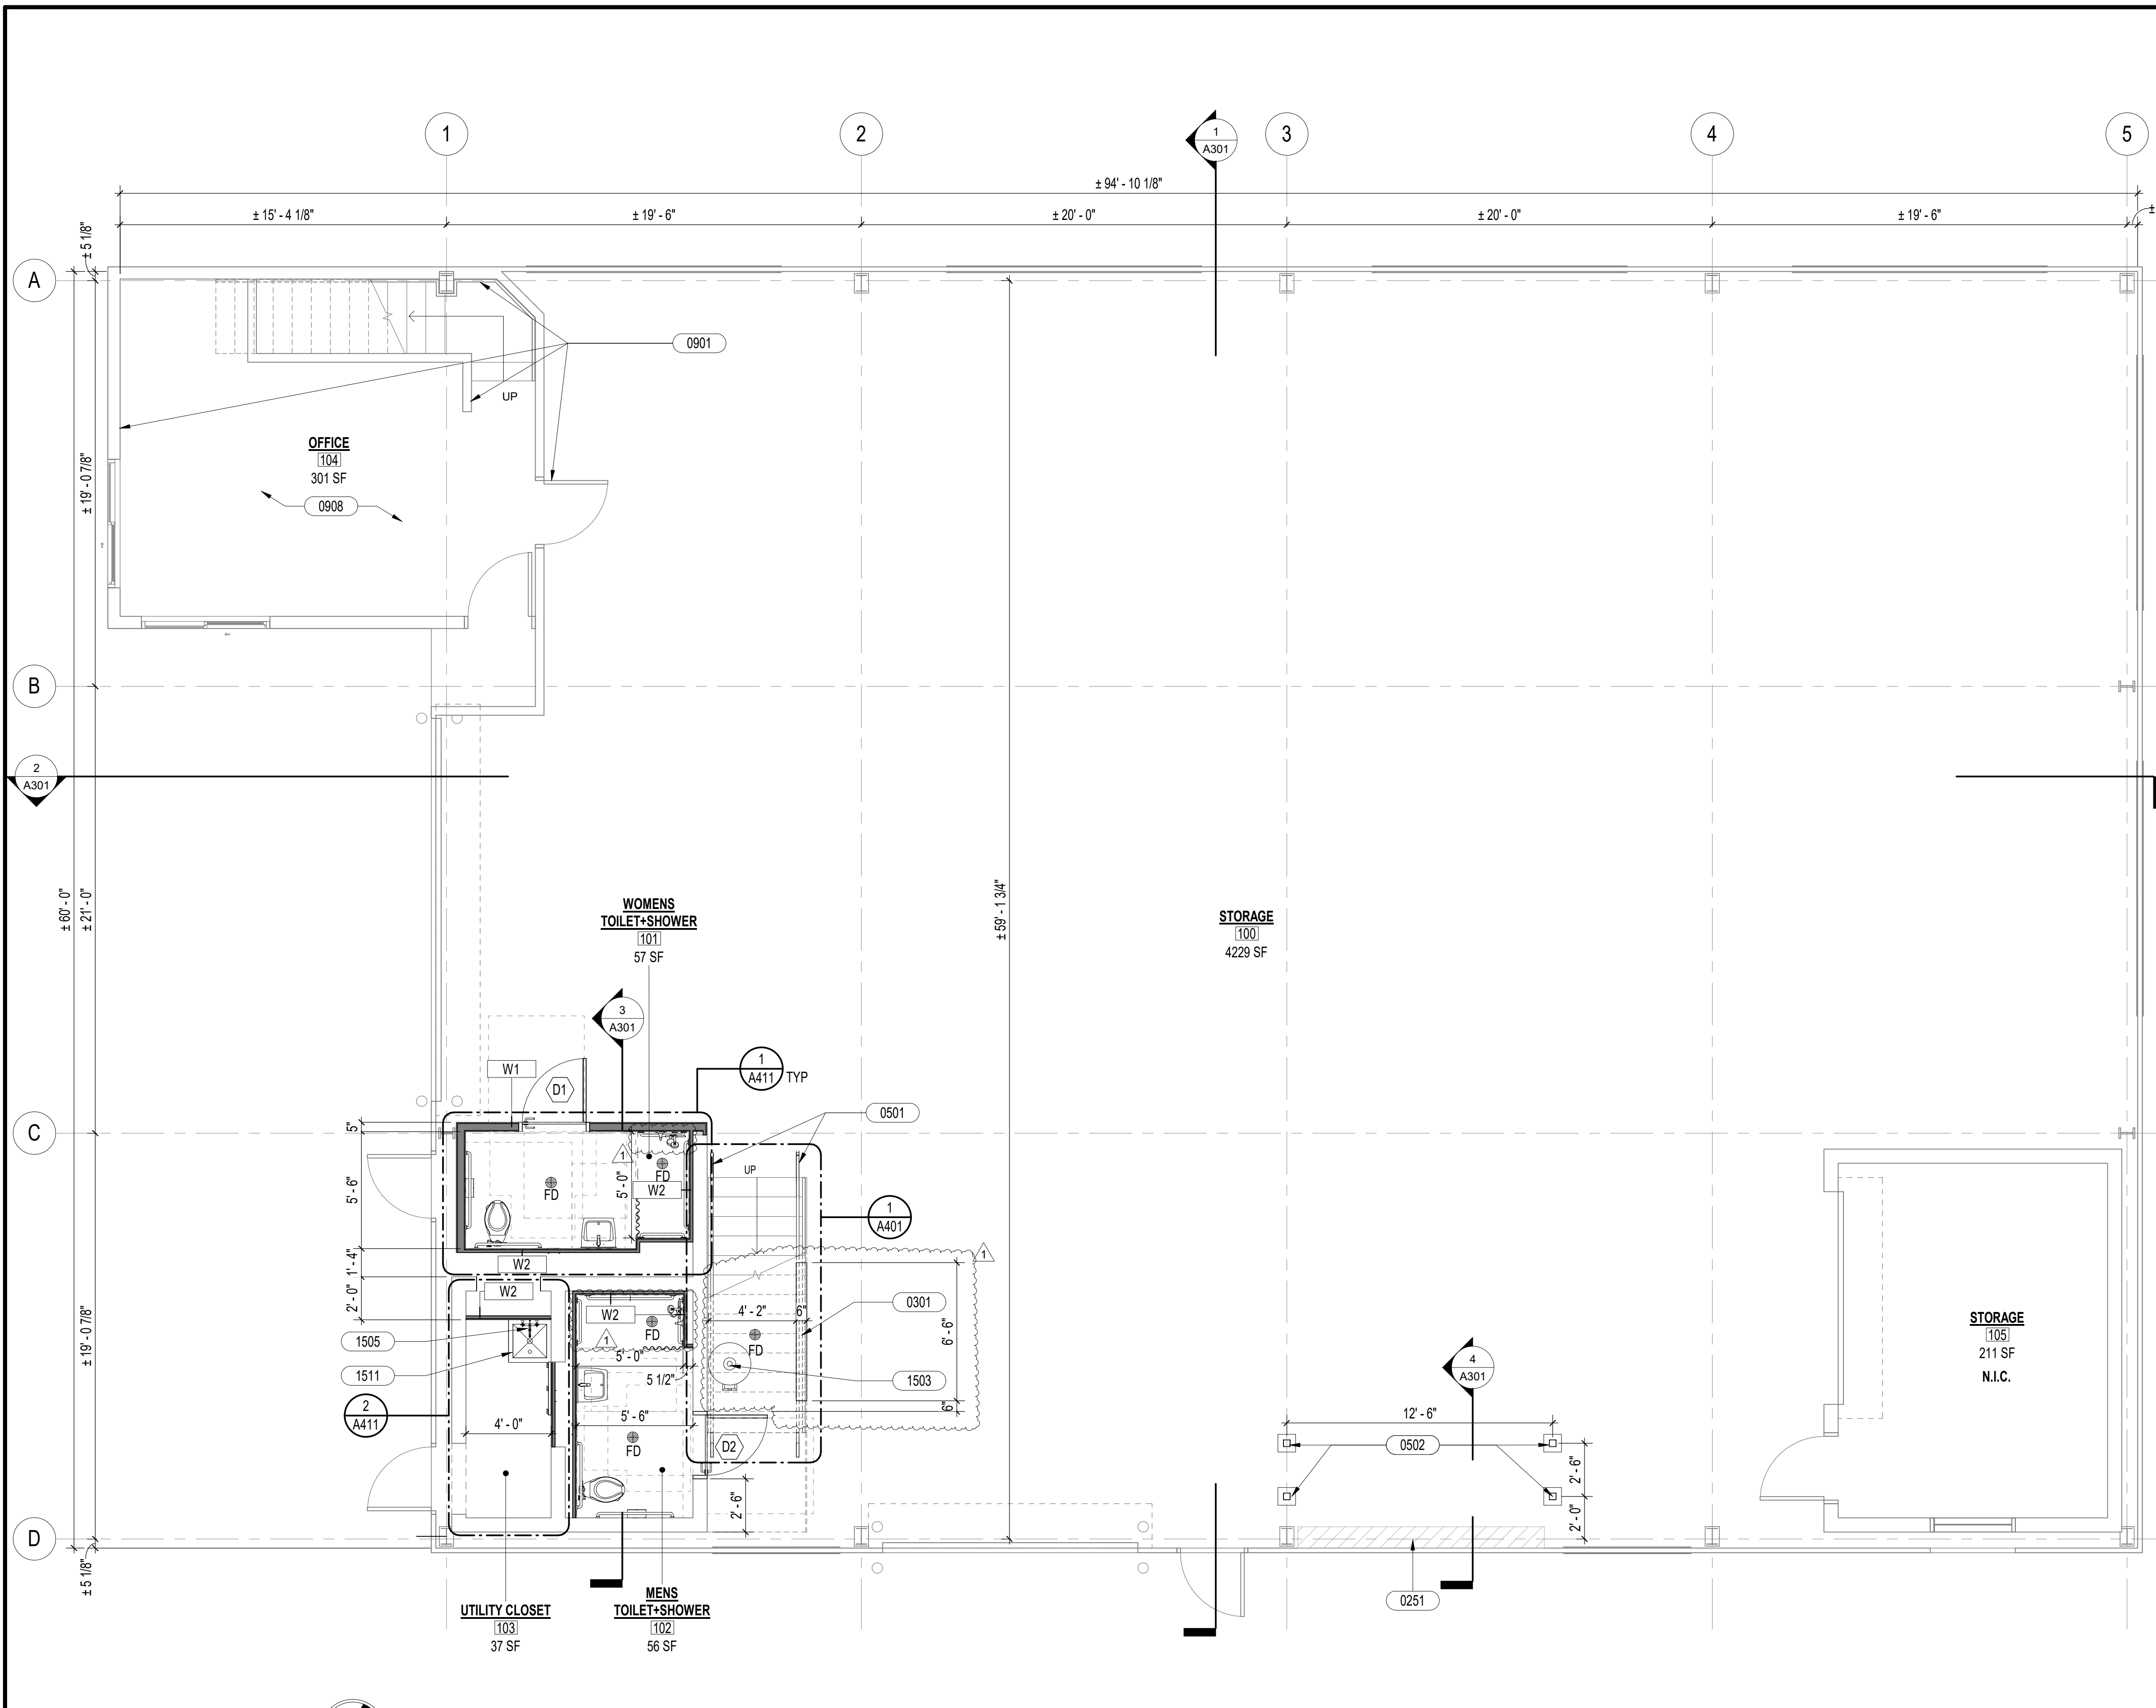 1
2
1
A301
3
4
5
± 94' - 10 1/8"
± 15' - 4 1/8"
± 19' - 6"
± 20' - 0"
± 20' - 0"
± 19' - 6"
±
± 5 1/8"
A
0901
UP
OFFICE
104
301 SF
0908
± 19' - 0 7/8"
B
2
A301
± 60' - 0"
± 21' - 0"
± 59' - 1 3/4"
WOMENS
TOILET+SHOWER
101
57 SF
STORAGE
100
4229 SF
3
A301
W1
D1
1
A411
TYP
0501
C
5"
5' - 6"
1' - 4"
2' - 0"
± 19' - 0 7/8"
1
FD
FD
5' - 0"
W2
UP
1
A401
W2
W2
W2
1
FD
1
4' - 2"
6"
0301
FD
6' - 6"
6"
1503
1505
1511
2
A411
5' - 0"
5 1/2"
5' - 6"
4' - 0"
FD
D2
2' - 6"
4
A301
12' - 6"
0502
2' - 6"
2' - 0"
STORAGE
105
211 SF
N.I.C.
D
± 5 1/8"
0251
UTILITY CLOSET
103
37 SF
MENS
TOILET+SHOWER
102
56 SF